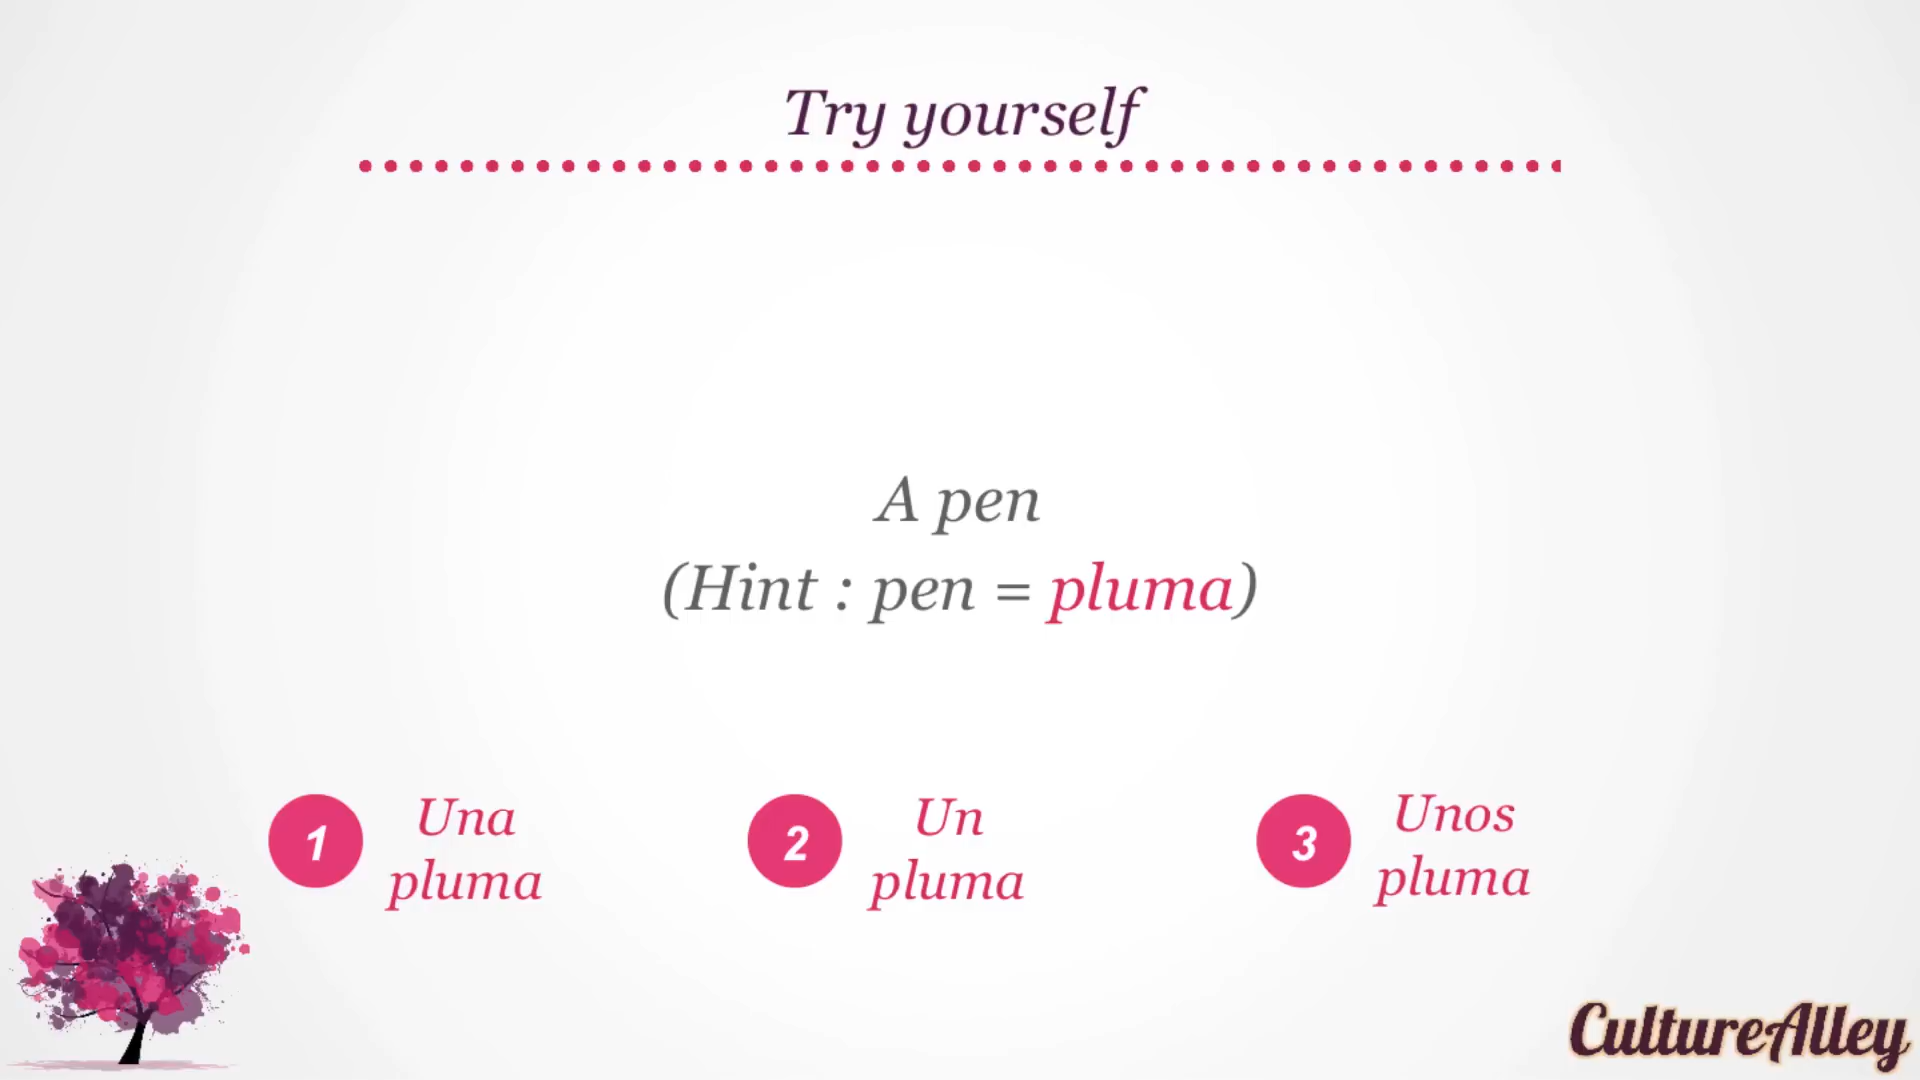 Try yourself
A pen
(Hint : pen = pluma)
1 Una
pluma
2 Un
pluma
3 Unos
pluma
CultureAlley